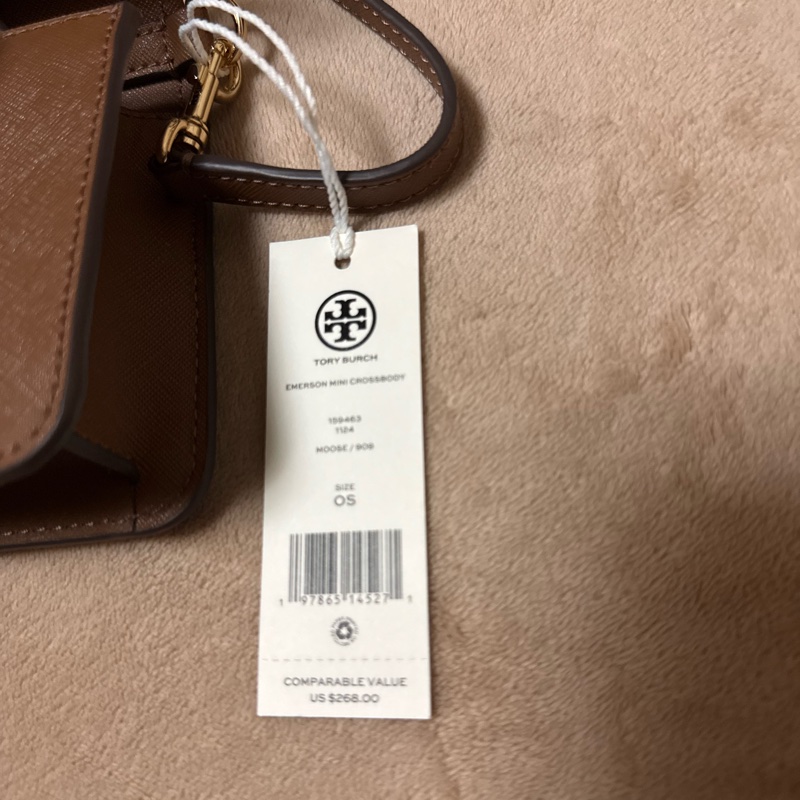 TORY BURCH
EMERSON MINI CROSSBODY
159463
1124
MOOSE / 909
SIZE
OS
1 97865 14527 1
COMPARABLE VALUE
US $268.00